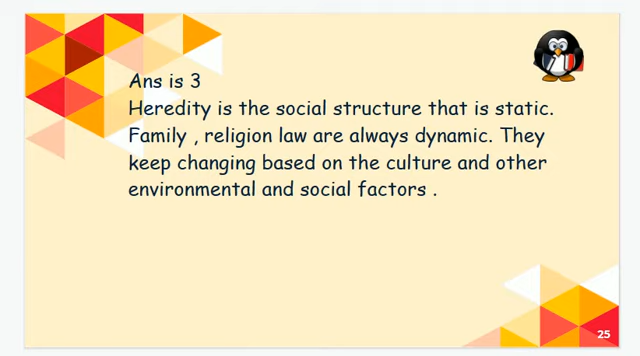 Ans is 3
Heredity is the social structure that is static.
Family , religion law are always dynamic. They
keep changing based on the culture and other
environmental and social factors .
25